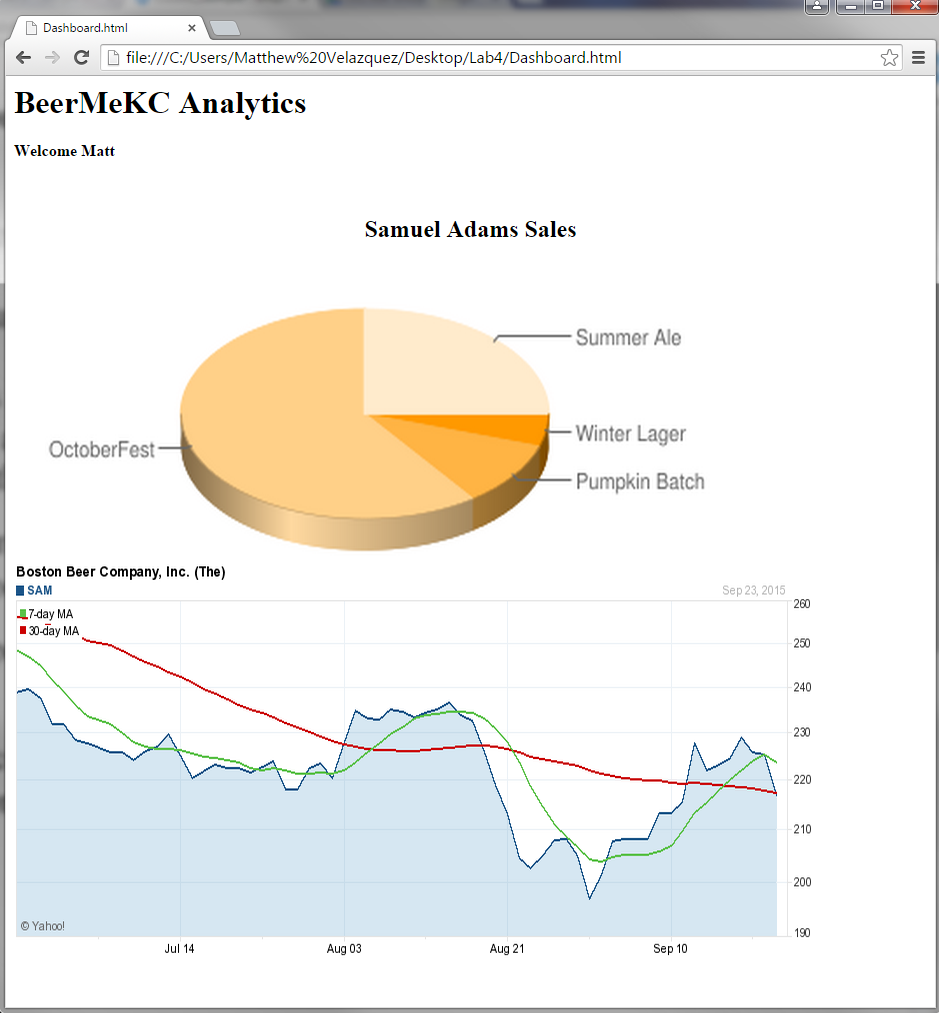 Dashboard.html
file:///C:/Users/Matthew%20Velazquez/Desktop/Lab4/Dashboard.html
BeerMeKC Analytics
Welcome Matt
Samuel Adams Sales
Summer Ale
Winter Lager
OctoberFest
Pumpkin Batch
Boston Beer Company, Inc. (The)
SAM Sep 23, 2015
7-day MA
30-day MA
260
250
240
230
220
210
200
190
© Yahoo!
Jul 14 Aug 03 Aug 21 Sep 10